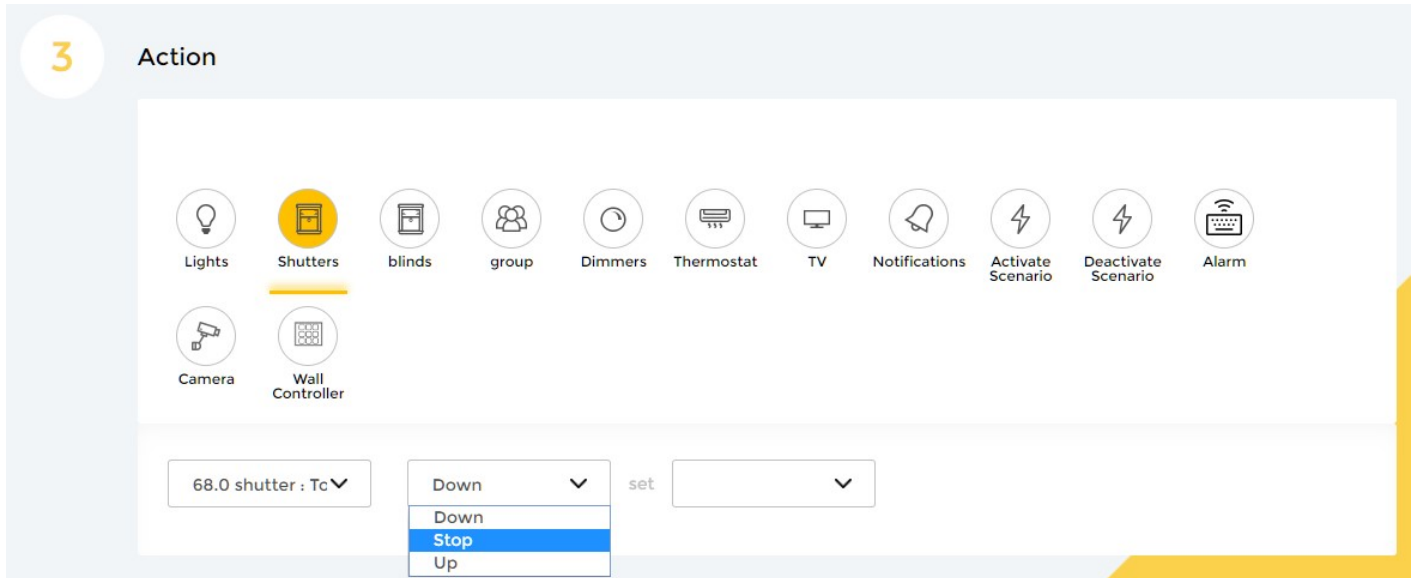 3
Action
Lights
Shutters
blinds
group
Dimmers
Thermostat
TV
Notifications
Activate
Scenario
Deactivate
Scenario
Alarm
Camera
Wall
Controller
68.0 shutter : To
Down
set
Down
Stop
Up